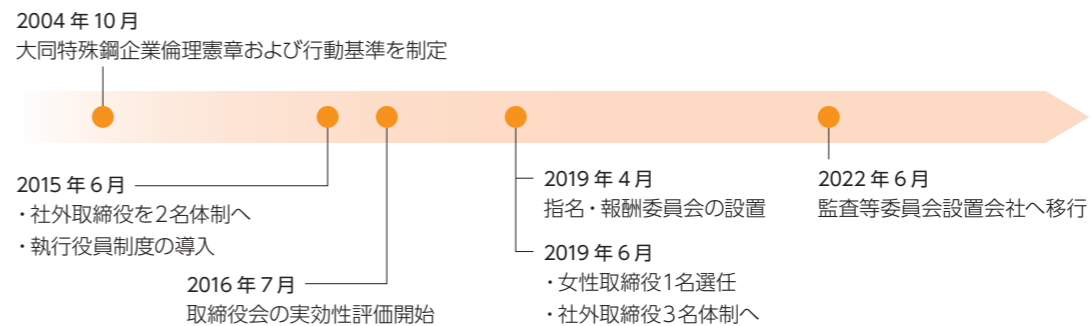 2004年10月
大同特殊鋼企業倫理憲章および行動基準を制定
2015年6月
・社外取締役を2名体制へ
・執行役員制度の導入
2016年7月
取締役会の実効性評価開始
2019年4月
指名・報酬委員会の設置
2019年6月
・女性取締役1名選任
・社外取締役3名体制へ
2022年6月
監査等委員会設置会社へ移行